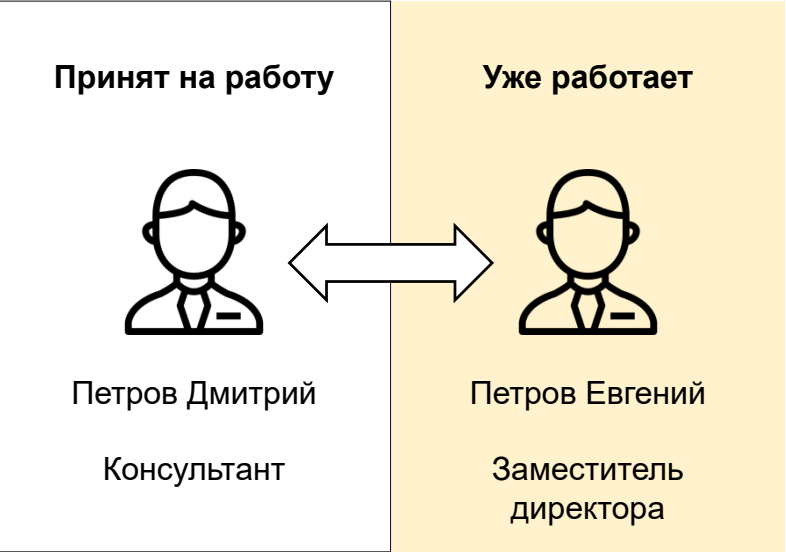 Принят на работу
Уже работает
Петров Дмитрий
Петров Евгений
Консультант
Заместитель
директора